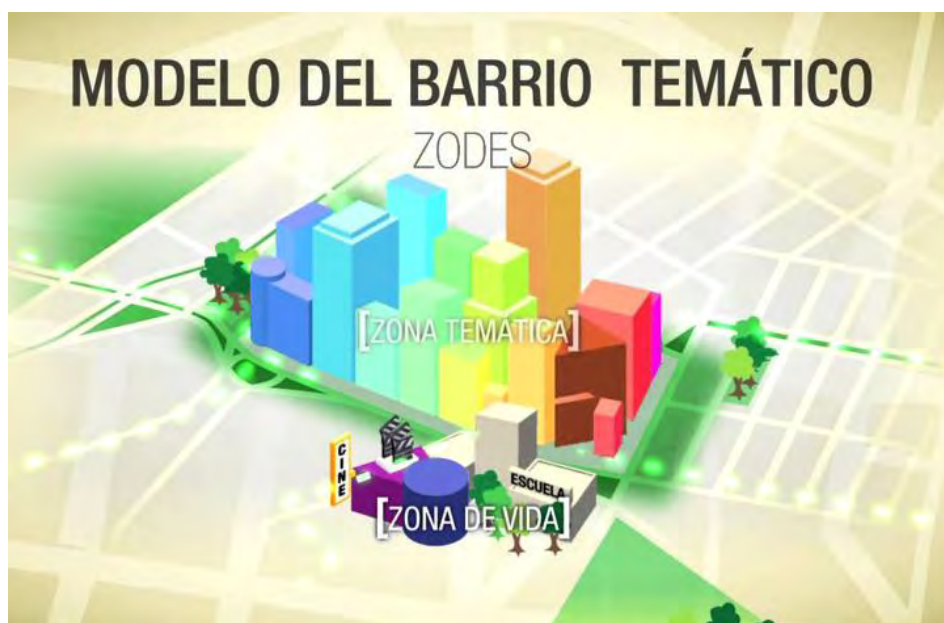 MODELO DEL BARRIO TEMÁTICO
ZODES
[ZONA TEMÁTICA]
CINE
ESCUELA
[ZONA DE VIDA]